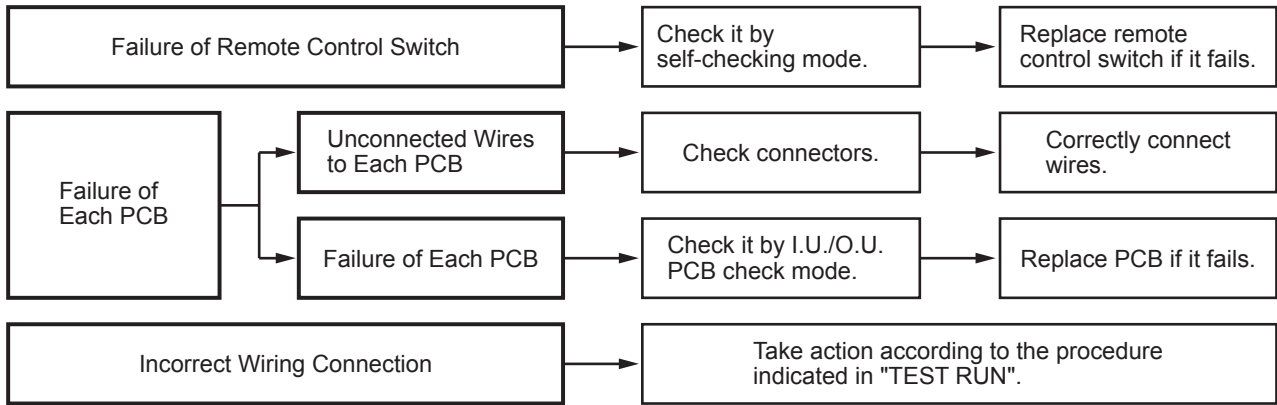 Failure of Remote Control Switch
Check it by
self-checking mode.
Replace remote
control switch if it fails.
Failure of
Each PCB
Unconnected Wires
to Each PCB
Check connectors.
Correctly connect
wires.
Failure of Each PCB
Check it by I.U./O.U.
PCB check mode.
Replace PCB if it fails.
Incorrect Wiring Connection
Take action according to the procedure
indicated in "TEST RUN".